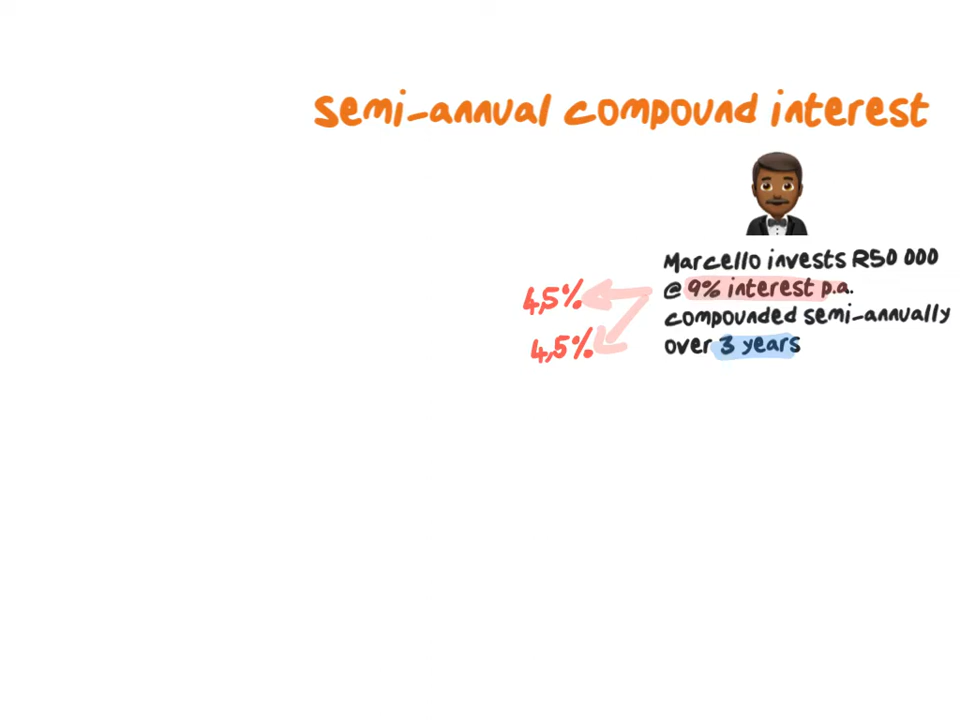 semi-annual compound interest
Marcello invests R50 000
@ 9% interest p.a.
compounded semi-annually
over 3 years
4,5%
4,5%